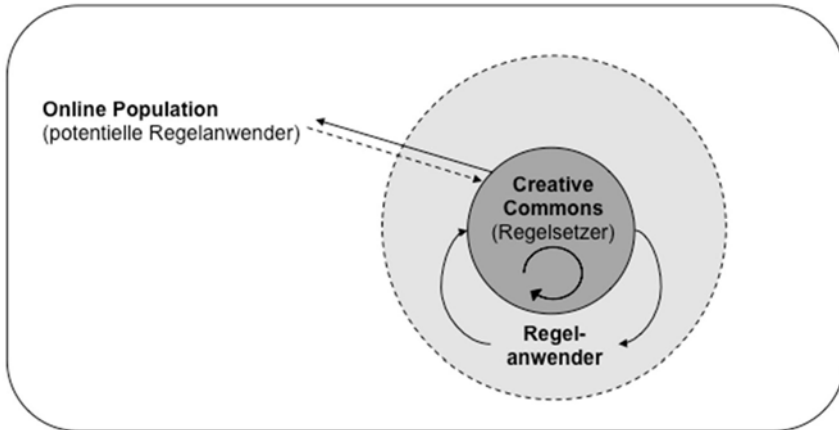 Online Population
(potentielle Regelanwender)
Creative
Commons
(Regelsetzer)
Regel-
anwender